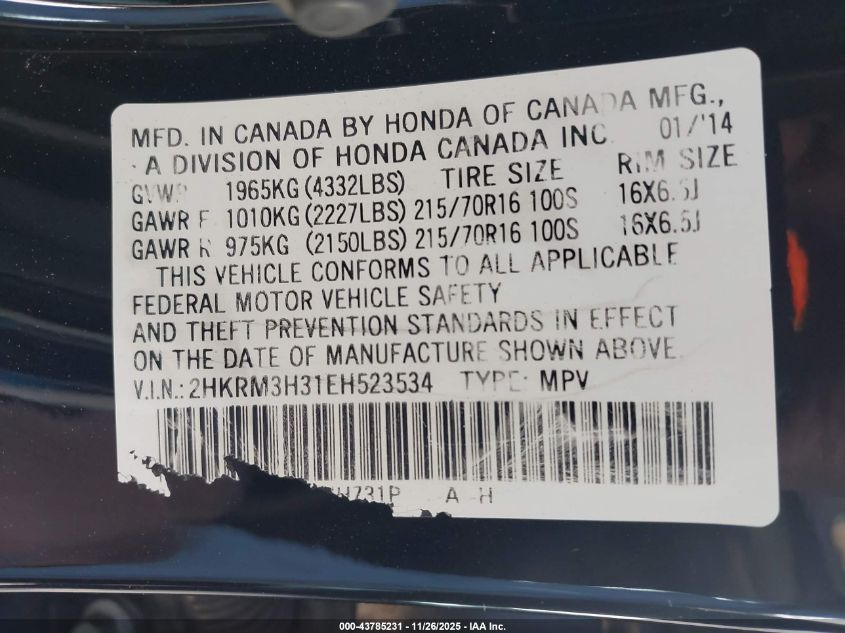 MFD. IN CANADA BY HONDA OF CANADA MFG.,
A DIVISION OF HONDA CANADA INC. 01/'14
GVWR 1965KG (4332LBS) TIRE SIZE RIM SIZE
GAWR F 1010KG (2227LBS) 215/70R16 100S 16X6.5J
GAWR R 975KG (2150LBS) 215/70R16 100S 16X6.5J
THIS VEHICLE CONFORMS TO ALL APPLICABLE
FEDERAL MOTOR VEHICLE SAFETY
AND THEFT PREVENTION STANDARDS IN EFFECT
ON THE DATE OF MANUFACTURE SHOWN ABOVE.
V.I.N.: 2HKRM3H31EH523534 TYPE: MPV
A H
000-43785231 - 11/26/2025 - IAA Inc.